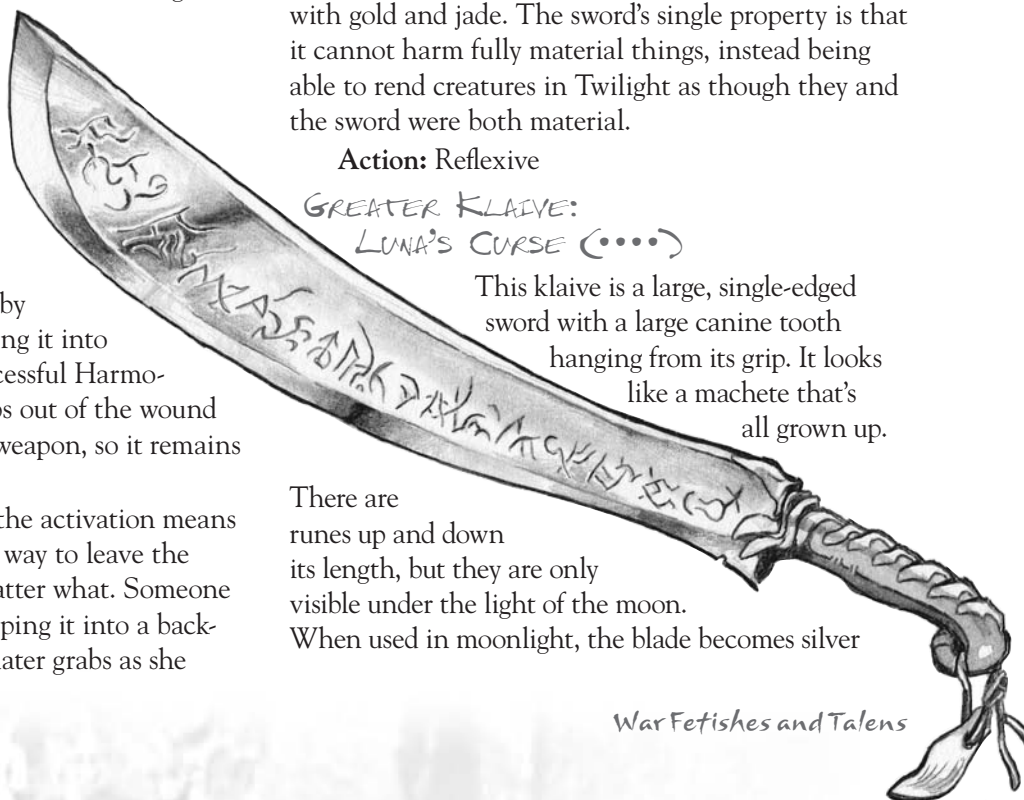 by
ng it into
cessful Harmo-
s out of the wound
weapon, so it remains
the activation means
way to leave the
atter what. Someone
ping it into a back-
ater grabs as she
with gold and jade. The sword's single property is that
it cannot harm fully material things, instead being
able to rend creatures in Twilight as though they and
the sword were both material.
Action: Reflexive
Greater Klaive:
Luna's Curse (••••)
This klaive is a large, single-edged
sword with a large canine tooth
hanging from its grip. It looks
like a machete that's
all grown up.
There are
runes up and down
its length, but they are only
visible under the light of the moon.
When used in moonlight, the blade becomes silver
War Fetishes and Talens